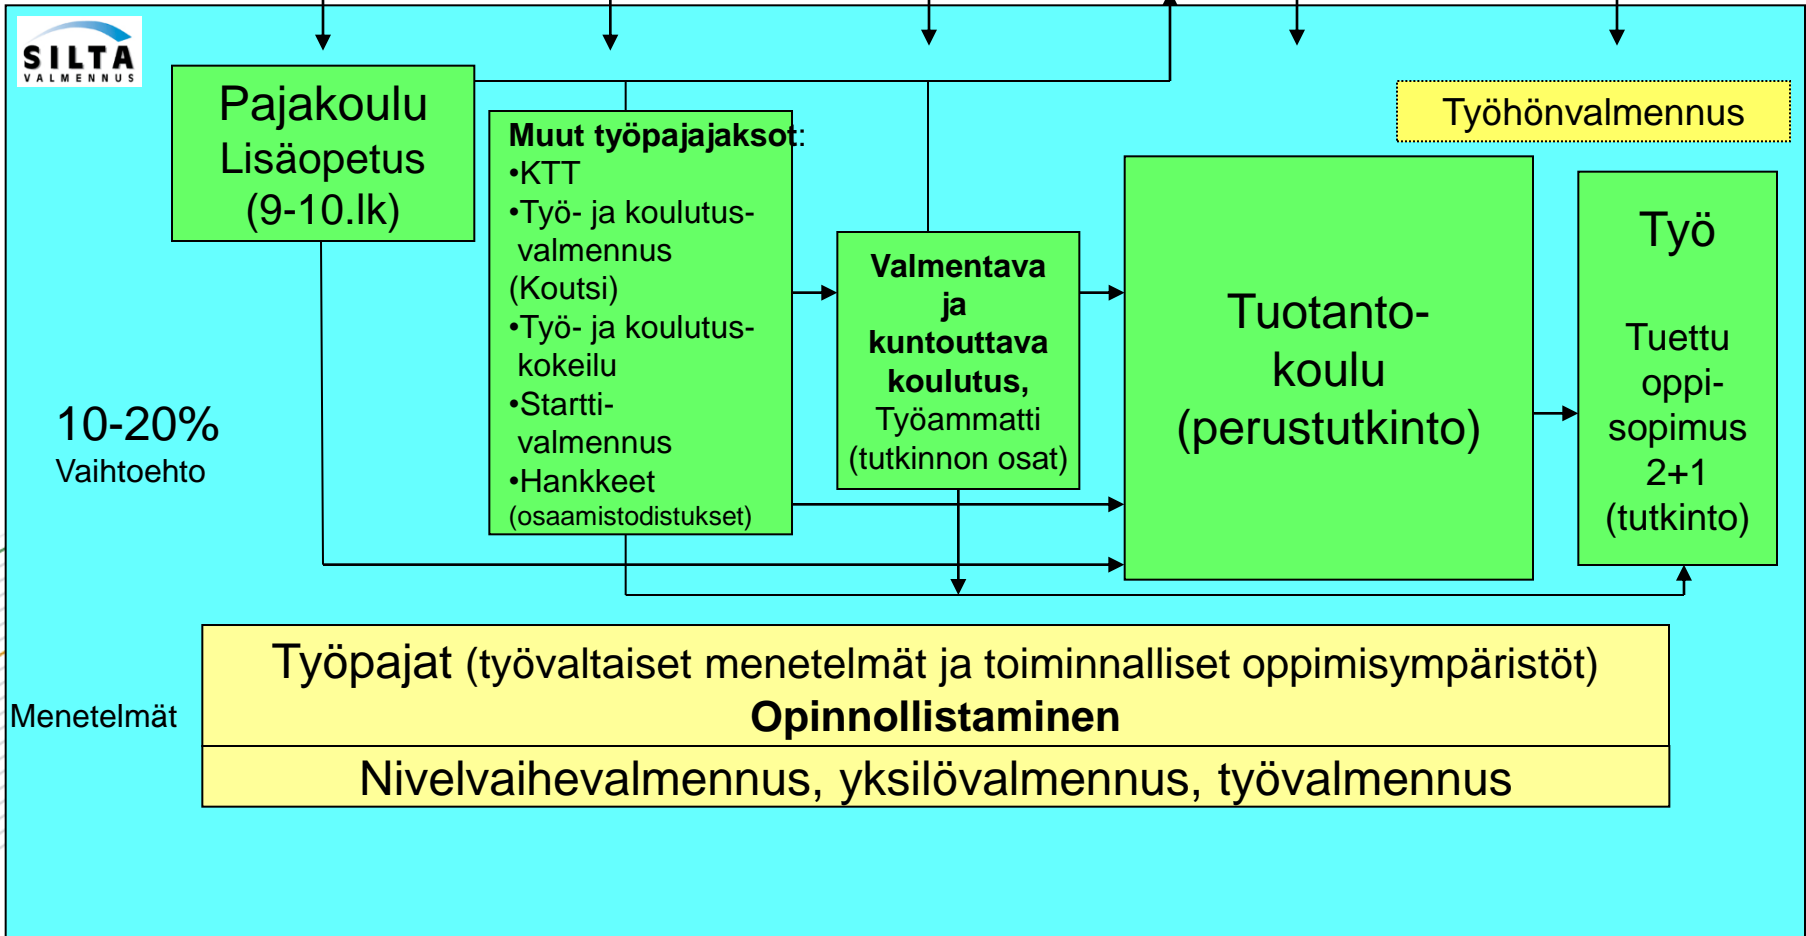 SILTA
VALMENNUS
Pajakoulu
Lisäopetus
(9-10.lk)
Muut työpajajaksot:
•KTT
•Työ- ja koulutus-
valmennus
(Koutsi)
•Työ- ja koulutus-
kokeilu
•Startti-
valmennus
•Hankkeet
(osaamistodistukset)
Valmentava
ja
kuntouttava
koulutus,
Työammatti
(tutkinnon osat)
Tuotanto-
koulu
(perustutkinto)
Työhönvalmennus
Työ
Tuettu
oppi-
sopimus
2+1
(tutkinto)
10-20%
Vaihtoehto
Menetelmät
Työpajat (työvaltaiset menetelmät ja toiminnalliset oppimisympäristöt)
Opinnollistaminen
Nivelvaihevalmennus, yksilövalmennus, työvalmennus